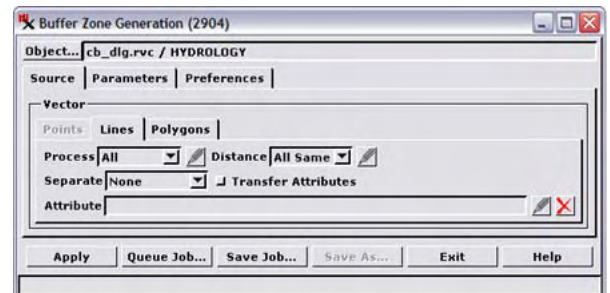 Buffer Zone Generation (2904)
Object... cb_dlg.rvc / HYDROLOGY
Source Parameters Preferences
Vector
Points Lines Polygons
Process All Distance All Same
Separate None Transfer Attributes
Attribute
Apply Queue Job... Save Job... Save As... Exit Help